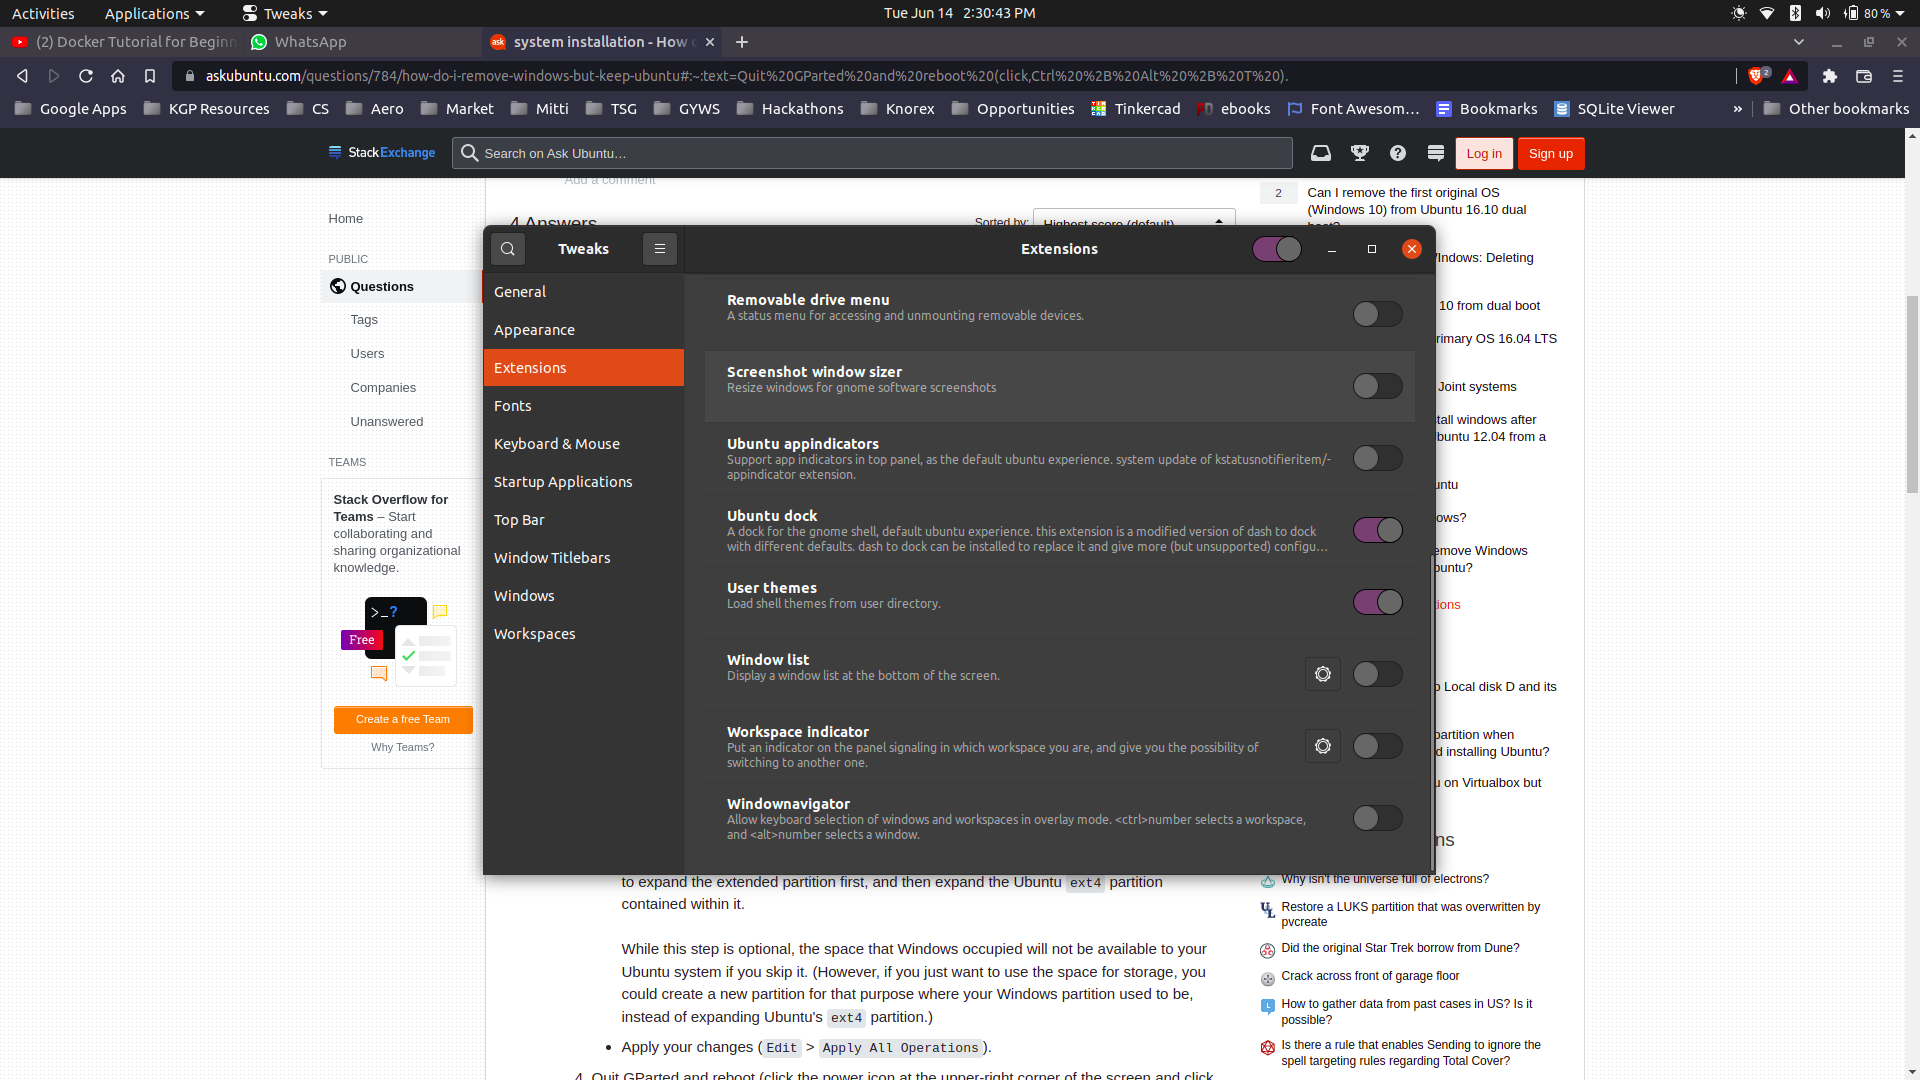 Activities
Applications
Tweaks
Tue Jun 14 2:30:43 PM
80 %
(2) Docker Tutorial for Beginn
WhatsApp
system installation - How
askubuntu.com/questions/784/how-do-i-remove-windows-but-keep-ubuntu#:~:text=Quit%20GParted%20and%20reboot%20(click,Ctrl%20%2B%20Alt%20%2B%20T%20).
2
Google Apps
KGP Resources
CS
Aero
Market
Mitti
TSG
GYWS
Hackathons
Knorex
Opportunities
Tinkercad
ebooks
Font Awesom…
Bookmarks
SQLite Viewer
»
Other bookmarks
StackExchange
Search on Ask Ubuntu…
Log in
Sign up
Home
PUBLIC
Questions
Tags
Users
Companies
Unanswered
TEAMS
Stack Overflow for
Teams – Start
collaborating and
sharing organizational
knowledge.
>_?
Free
Create a free Team
Why Teams?
Add a comment
4 Answers
Sorted by:
Highest score (default)
Tweaks
General
Appearance
Extensions
Fonts
Keyboard & Mouse
Startup Applications
Top Bar
Window Titlebars
Windows
Workspaces
Extensions
Removable drive menu
A status menu for accessing and unmounting removable devices.
Screenshot window sizer
Resize windows for gnome software screenshots
Ubuntu appindicators
Support app indicators in top panel, as the default ubuntu experience. system update of kstatusnotifieritem/-
appindicator extension.
Ubuntu dock
A dock for the gnome shell, default ubuntu experience. this extension is a modified version of dash to dock
with different defaults. dash to dock can be installed to replace it and give more (but unsupported) configu…
User themes
Load shell themes from user directory.
Window list
Display a window list at the bottom of the screen.
Workspace indicator
Put an indicator on the panel signaling in which workspace you are, and give you the possibility of
switching to another one.
Windownavigator
Allow keyboard selection of windows and workspaces in overlay mode. <ctrl>number selects a workspace,
and <alt>number selects a window.
to expand the extended partition first, and then expand the Ubuntu ext4 partition
contained within it.
While this step is optional, the space that Windows occupied will not be available to your
Ubuntu system if you skip it. (However, if you just want to use the space for storage, you
could create a new partition for that purpose where your Windows partition used to be,
instead of expanding Ubuntu's ext4 partition.)
• Apply your changes (Edit > Apply All Operations).
4. Quit GParted and reboot (click the power icon at the upper-right corner of the screen and click
2
Can I remove the first original OS
(Windows 10) from Ubuntu 16.10 dual
boot?
Indows: Deleting
10 from dual boot
rimary OS 16.04 LTS
Joint systems
tall windows after
buntu 12.04 from a
untu
ows?
emove Windows
buntu?
tions
Local disk D and its
partition when
d installing Ubuntu?
u on Virtualbox but
ns
Why isn't the universe full of electrons?
Restore a LUKS partition that was overwritten by
pvcreate
Did the original Star Trek borrow from Dune?
Crack across front of garage floor
How to gather data from past cases in US? Is it
possible?
Is there a rule that enables Sending to ignore the
spell targeting rules regarding Total Cover?